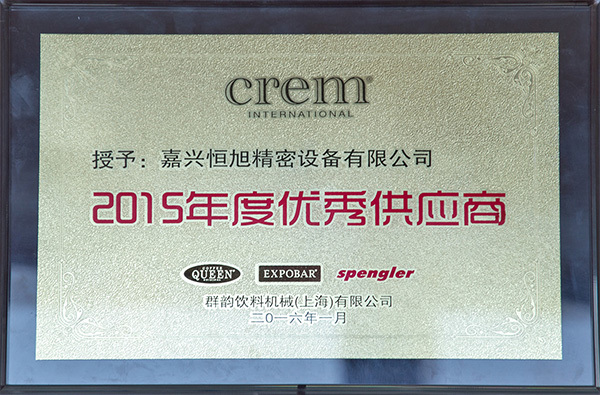 crem®
INTERNATIONAL
授予：嘉兴恒旭精密设备有限公司
2015年度优秀供应商
QUEEN® EXPOBAR® spengler
群韵饮料机械(上海)有限公司
二〇一六年一月